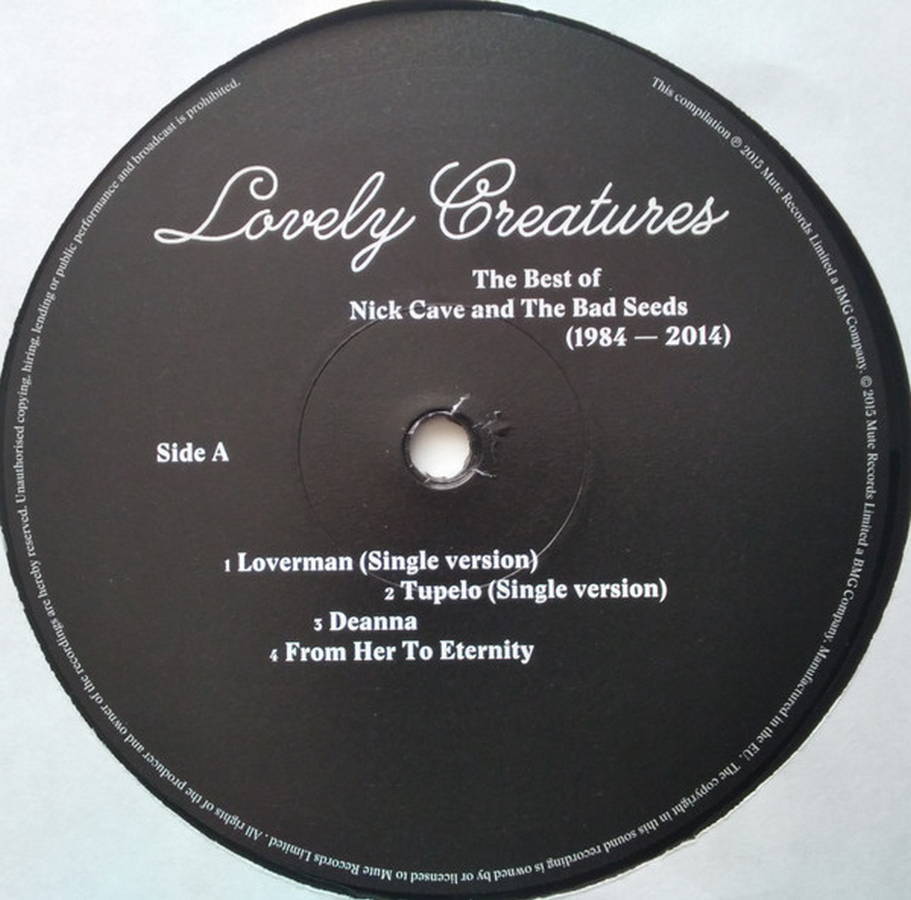 Lovely Creatures
The Best of
Nick Cave and The Bad Seeds
(1984 — 2014)
Side A
1 Loverman (Single version)
2 Tupelo (Single version)
3 Deanna
4 From Her To Eternity
This compilation ℗ 2015 Mute Records Limited a BMG Company. © 2015 Mute Records Limited a BMG Company. Manufactured in the EU. The copyright in this sound recording is owned by or licensed to Mute Records Limited. All rights of the producer and owner of the recordings are hereby reserved. Unauthorised copying, hiring, lending or public performance and broadcast is prohibited.